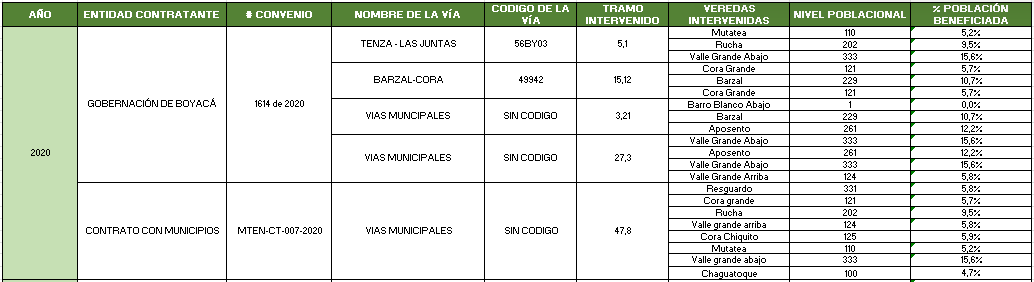 AÑO ENTIDAD CONTRATANTE # CONVENIO NOMBRE DE LA VÍA CODIGO DE LA VÍA TRAMO INTERVENIDO VEREDAS INTERVENIDAS NIVEL POBLACIONAL % POBLACIÓN BENEFICIADA
2020
GOBERNACIÓN DE BOYACÁ
1614 de 2020
TENZA - LAS JUNTAS 56BY03 5,1
Mutatea 110 5,2%
Rucha 202 9,5%
Valle Grande Abajo 333 15,6%
BARZAL-CORA 49942 15,12
Cora Grande 121 5,7%
Barzal 229 10,7%
Cora Grande 121 5,7%
VIAS MUNCIPALES SIN CODIGO 3,21
Barro Blanco Abajo 1 0,0%
Barzal 229 10,7%
Aposento 261 12,2%
VIAS MUNICIPALES SIN CODIGO 27,3
Valle Grande Abajo 333 15,6%
Aposento 261 12,2%
Valle Grande Abajo 333 15,6%
Valle Grande Arriba 124 5,8%
CONTRATO CON MUNICIPIOS MTEN-CT-007-2020 VIAS MUNICIPALES SIN CODIGO 47,8
Resguardo 331 5,8%
Cora grande 121 5,7%
Rucha 202 9,5%
Valle grande arriba 124 5,8%
Cora Chiquito 125 5,9%
Mutatea 110 5,2%
Valle grande abajo 333 15,6%
Chaguatoque 100 4,7%